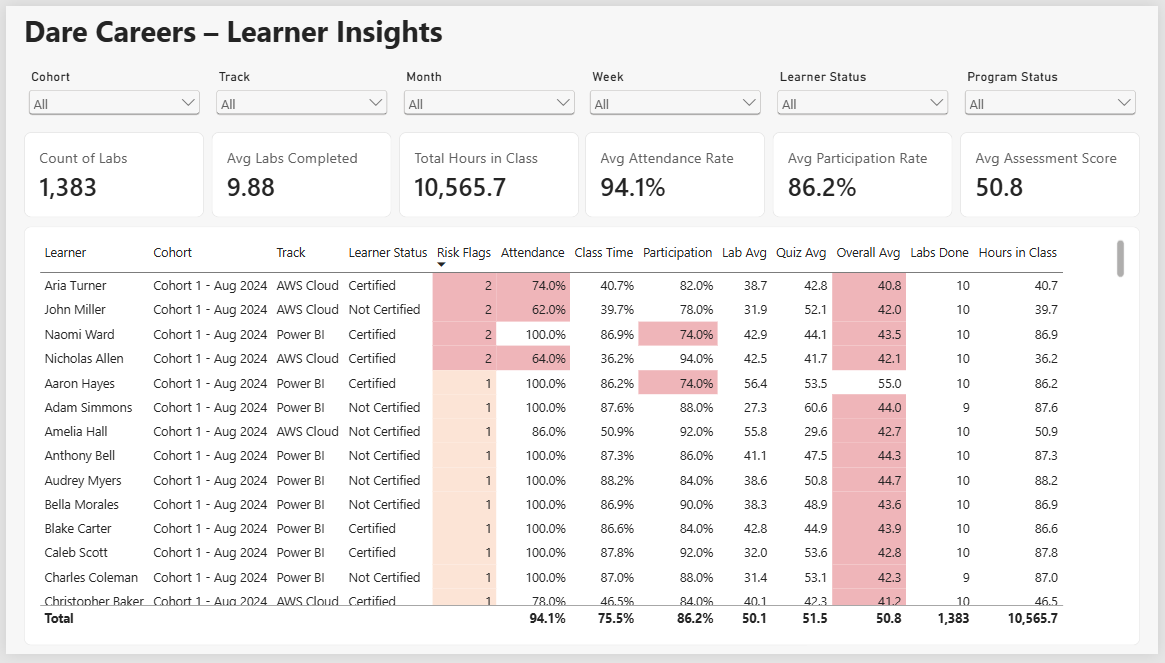 Dare Careers – Learner Insights
Cohort Track Month Week Learner Status Program Status
All All All All All All
Count of Labs Avg Labs Completed Total Hours in Class Avg Attendance Rate Avg Participation Rate Avg Assessment Score
1,383 9.88 10,565.7 94.1% 86.2% 50.8
Learner Cohort Track Learner Status Risk Flags Attendance Class Time Participation Lab Avg Quiz Avg Overall Avg Labs Done Hours in Class
Aria Turner Cohort 1 - Aug 2024 AWS Cloud Certified 2 74.0% 40.7% 82.0% 38.7 42.8 40.8 10 40.7
John Miller Cohort 1 - Aug 2024 AWS Cloud Not Certified 2 62.0% 39.7% 78.0% 31.9 52.1 42.0 10 39.7
Naomi Ward Cohort 1 - Aug 2024 Power BI Certified 2 100.0% 86.9% 74.0% 42.9 44.1 43.5 10 86.9
Nicholas Allen Cohort 1 - Aug 2024 AWS Cloud Certified 2 64.0% 36.2% 94.0% 42.5 41.7 42.1 10 36.2
Aaron Hayes Cohort 1 - Aug 2024 Power BI Certified 1 100.0% 86.2% 74.0% 56.4 53.5 55.0 10 86.2
Adam Simmons Cohort 1 - Aug 2024 Power BI Not Certified 1 100.0% 87.6% 88.0% 27.3 60.6 44.0 9 87.6
Amelia Hall Cohort 1 - Aug 2024 AWS Cloud Not Certified 1 86.0% 50.9% 92.0% 55.8 29.6 42.7 10 50.9
Anthony Bell Cohort 1 - Aug 2024 Power BI Not Certified 1 100.0% 87.3% 86.0% 41.1 47.5 44.3 10 87.3
Audrey Myers Cohort 1 - Aug 2024 Power BI Not Certified 1 100.0% 88.2% 84.0% 38.6 50.8 44.7 10 88.2
Bella Morales Cohort 1 - Aug 2024 Power BI Not Certified 1 100.0% 86.9% 90.0% 38.3 48.9 43.6 10 86.9
Blake Carter Cohort 1 - Aug 2024 Power BI Certified 1 100.0% 86.6% 84.0% 42.8 44.9 43.9 10 86.6
Caleb Scott Cohort 1 - Aug 2024 Power BI Certified 1 100.0% 87.8% 92.0% 32.0 53.6 42.8 10 87.8
Charles Coleman Cohort 1 - Aug 2024 Power BI Not Certified 1 100.0% 87.0% 88.0% 31.4 53.1 42.3 9 87.0
Christopher Baker Cohort 1 - Aug 2024 AWS Cloud Certified 1 78.0% 46.5% 84.0% 40.1 42.3 41.2 10 46.5
Total 94.1% 75.5% 86.2% 50.1 51.5 50.8 1,383 10,565.7